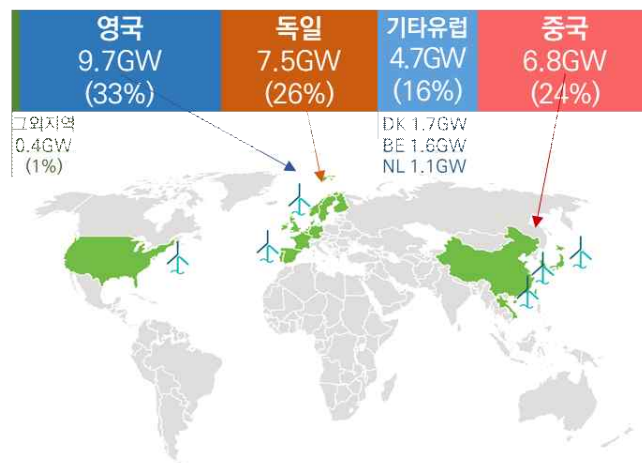 영국
9.7GW
(33%)
독일
7.5GW
(26%)
기타유럽
4.7GW
(16%)
중국
6.8GW
(24%)
그외지역
0.4GW
(1%)
DK 1.7GW
BE 1.6GW
NL 1.1GW